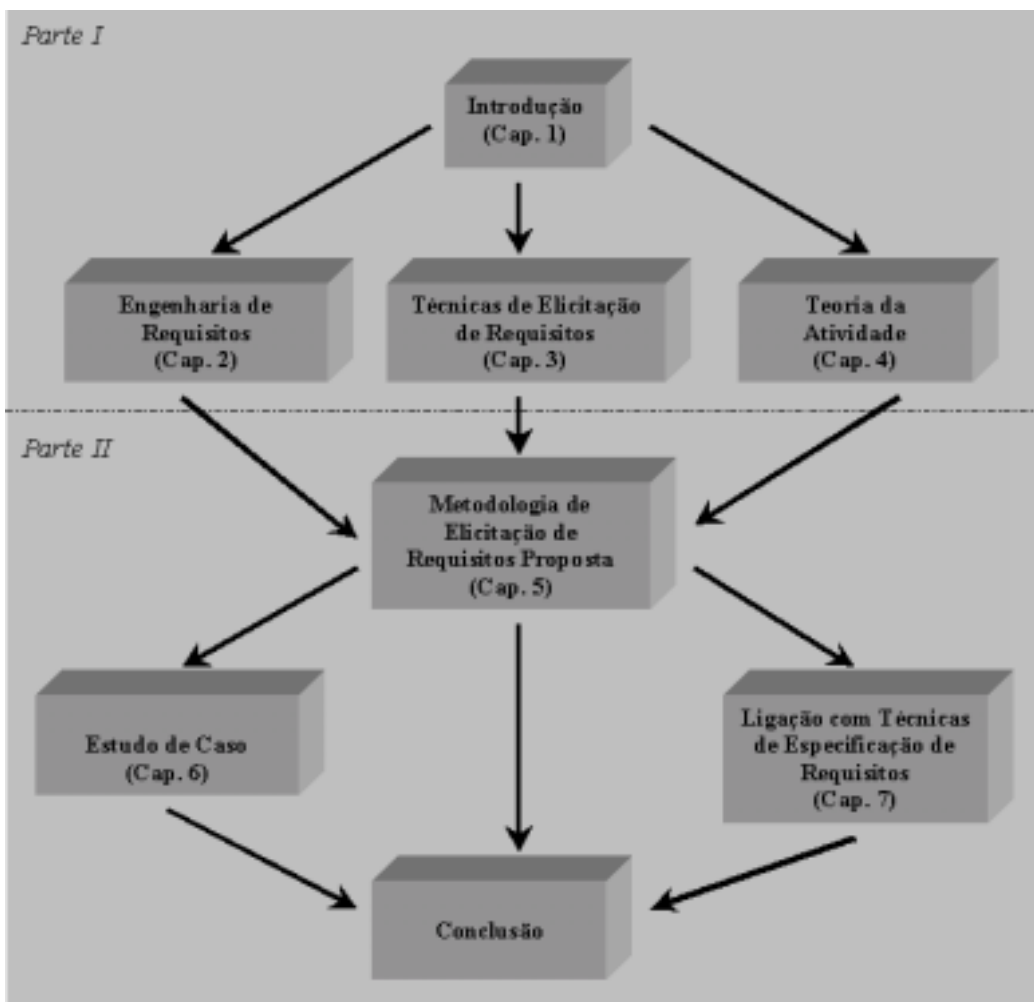 Parte I
Introdução
(Cap. 1)
Engenharia de
Requisitos
(Cap. 2)
Técnicas de Elicitação
de Requisitos
(Cap. 3)
Teoria da
Atividade
(Cap. 4)
Parte II
Metodologia de
Elicitação de
Requisitos Proposta
(Cap. 5)
Estudo de Caso
(Cap. 6)
Ligação com Técnicas
de Especificação de
Requisitos
(Cap. 7)
Conclusão